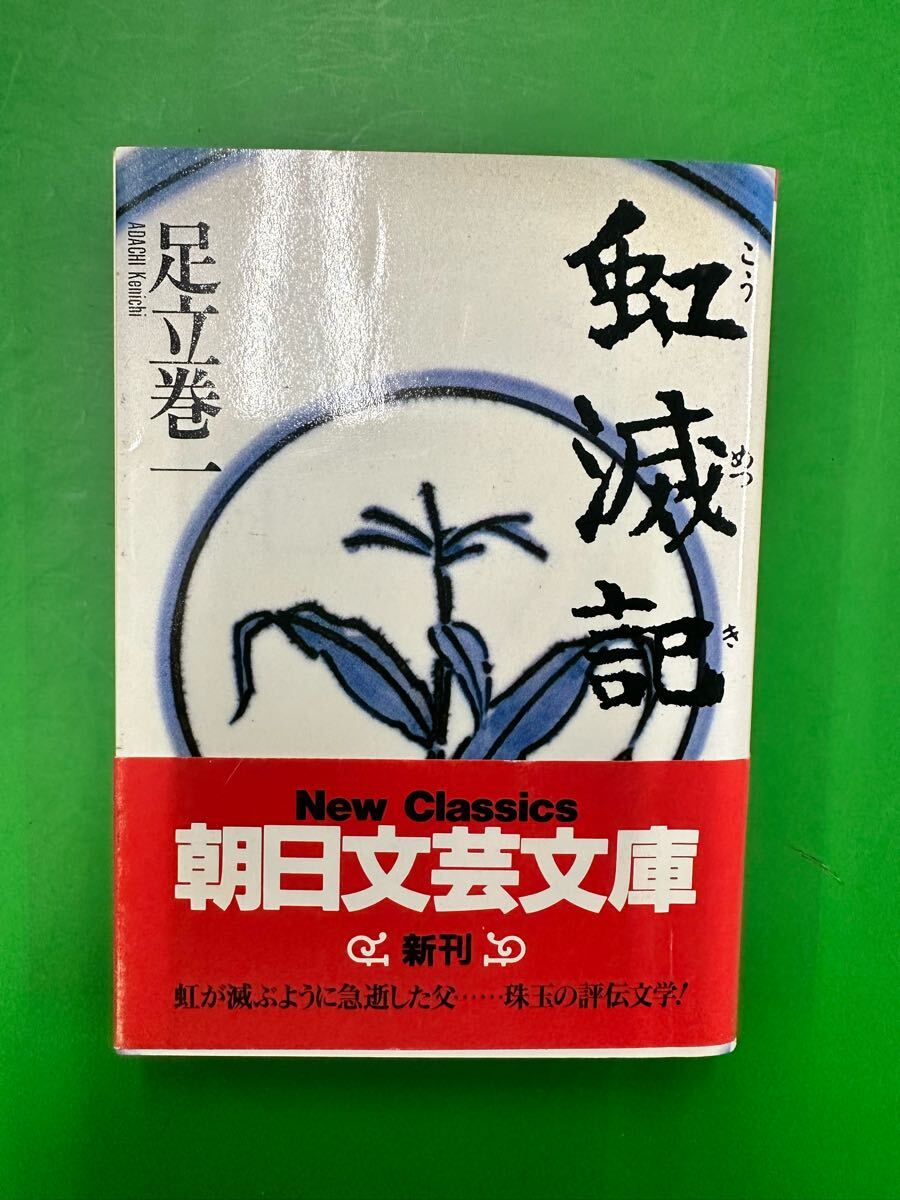 虹滅記
こうめつき
足立巻一
ADACHI Kenichi
New Classics
朝日文芸文庫
新刊
虹が滅ぶように急逝した父……珠玉の評伝文学!